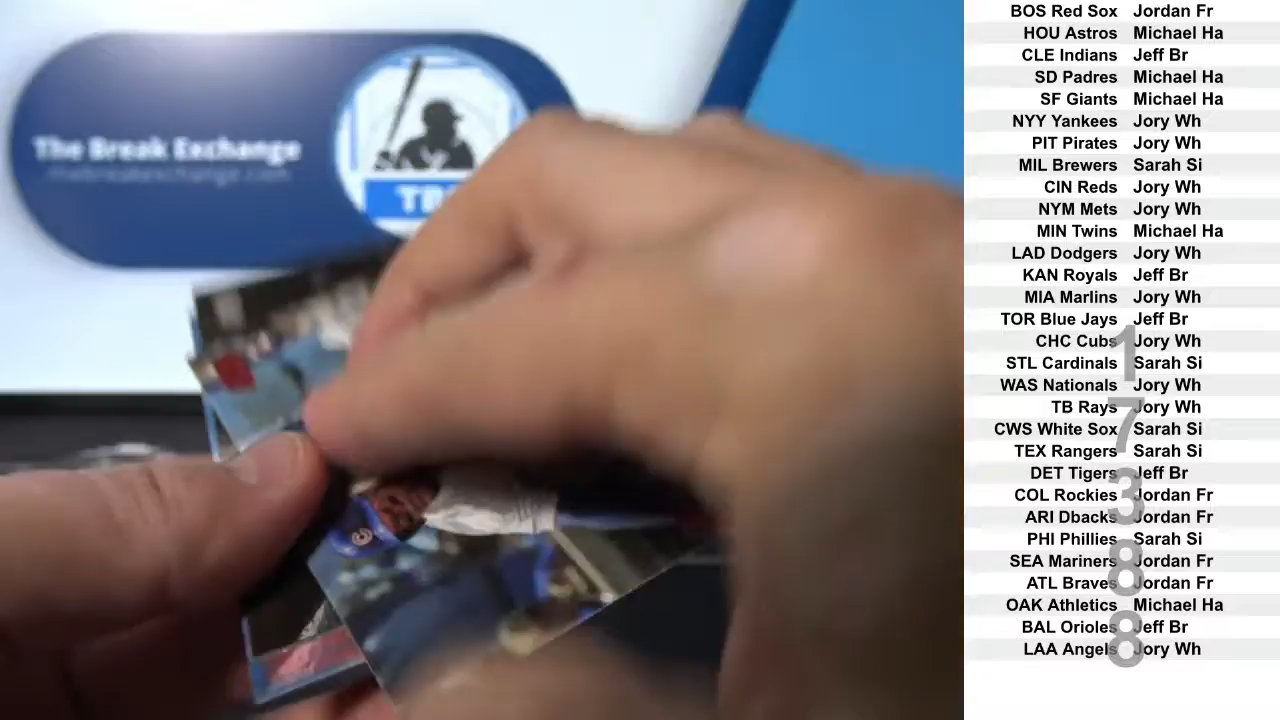 The Break Exchange
thebreakexchange.com
BOS Red Sox Jordan Fr
HOU Astros Michael Ha
CLE Indians Jeff Br
SD Padres Michael Ha
SF Giants Michael Ha
NYY Yankees Jory Wh
PIT Pirates Jory Wh
MIL Brewers Sarah Si
CIN Reds Jory Wh
NYM Mets Jory Wh
MIN Twins Michael Ha
LAD Dodgers Jory Wh
KAN Royals Jeff Br
MIA Marlins Jory Wh
TOR Blue Jays Jeff Br
CHC Cubs Jory Wh
STL Cardinals Sarah Si
WAS Nationals Jory Wh
TB Rays Jory Wh
CWS White Sox Sarah Si
TEX Rangers Sarah Si
DET Tigers Jeff Br
COL Rockies Jordan Fr
ARI Dbacks Jordan Fr
PHI Phillies Sarah Si
SEA Mariners Jordan Fr
ATL Braves Jordan Fr
OAK Athletics Michael Ha
BAL Orioles Jeff Br
LAA Angels Jory Wh
1
7
3
8
8